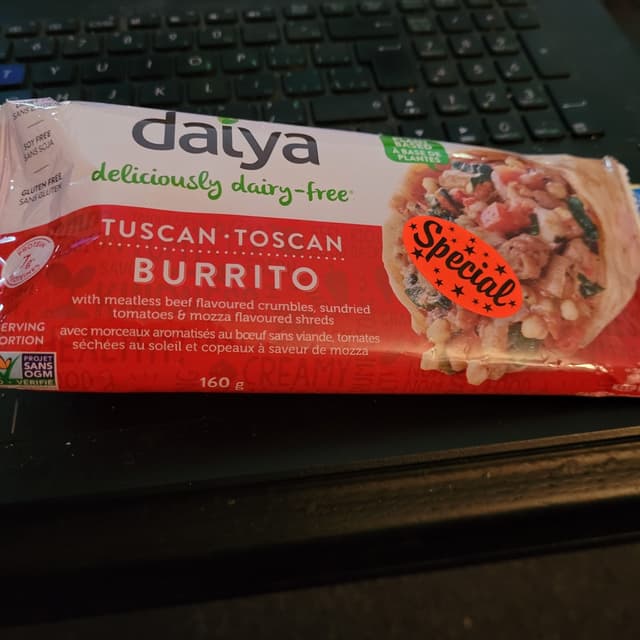 SOY FREE
SANS SOJA
GLUTEN FREE
SANS GLUTEN
PROTEIN
daiya
deliciously dairy-free
BASED
À BASE DE
PLANTES
TUSCAN · TOSCAN
BURRITO
Special
with meatless beef flavoured crumbles, sundried
tomatoes & mozza flavoured shreds
avec morceaux aromatisés au bœuf sans viande, tomates
séchées au soleil et copeaux à saveur de mozza
PROJET
SANS
OGM
VÉRIFIÉ
CREAMY
160 g